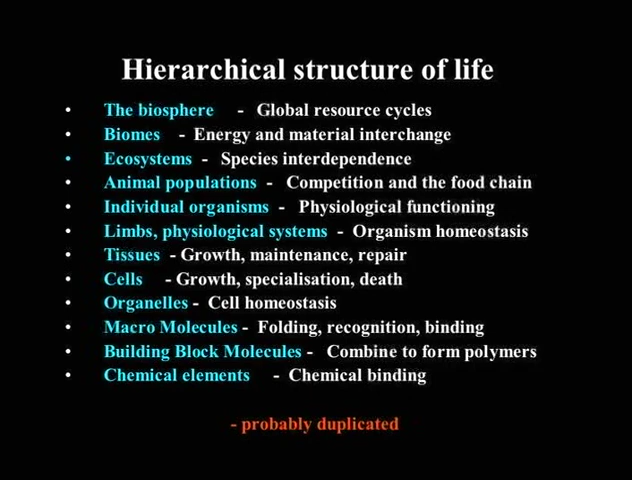 Hierarchical structure of life
• The biosphere - Global resource cycles
• Biomes - Energy and material interchange
• Ecosystems - Species interdependence
• Animal populations - Competition and the food chain
• Individual organisms - Physiological functioning
• Limbs, physiological systems - Organism homeostasis
• Tissues - Growth, maintenance, repair
• Cells - Growth, specialisation, death
• Organelles - Cell homeostasis
• Macro Molecules - Folding, recognition, binding
• Building Block Molecules - Combine to form polymers
• Chemical elements - Chemical binding
- probably duplicated